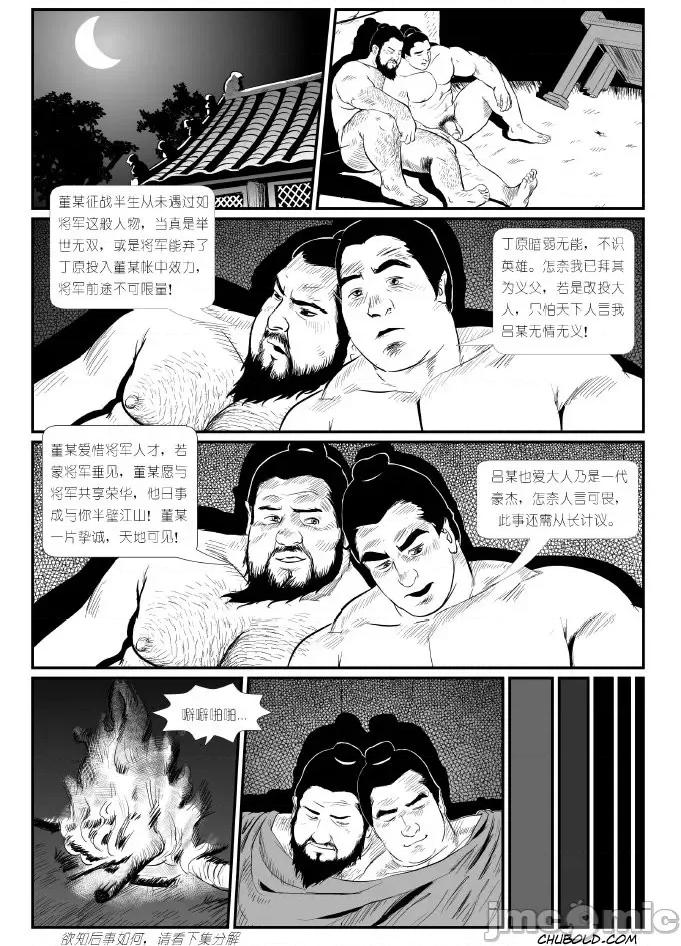 董某征战半生从未遇过如
将军这般人物，当真是举
世无双，或是将军能弃了
丁原投入董某帐中效力，
将军前途不可限量！
丁原暗弱无能，不识
英雄。怎奈我已拜其
为义父，若是改投大
人，只怕天下人言我
吕某无情无义！
董某爱惜将军人才，若
蒙将军垂见，董某愿与
将军共享荣华，他日事
成与你半壁江山！董某
一片挚诚，天地可见！
吕某也爱大人乃是一代
豪杰，怎奈人言可畏，
此事还需从长计议。
噼噼啪啪...
欲知后事如何，请看下集分解
jmcomic
CHUBOLD.COM